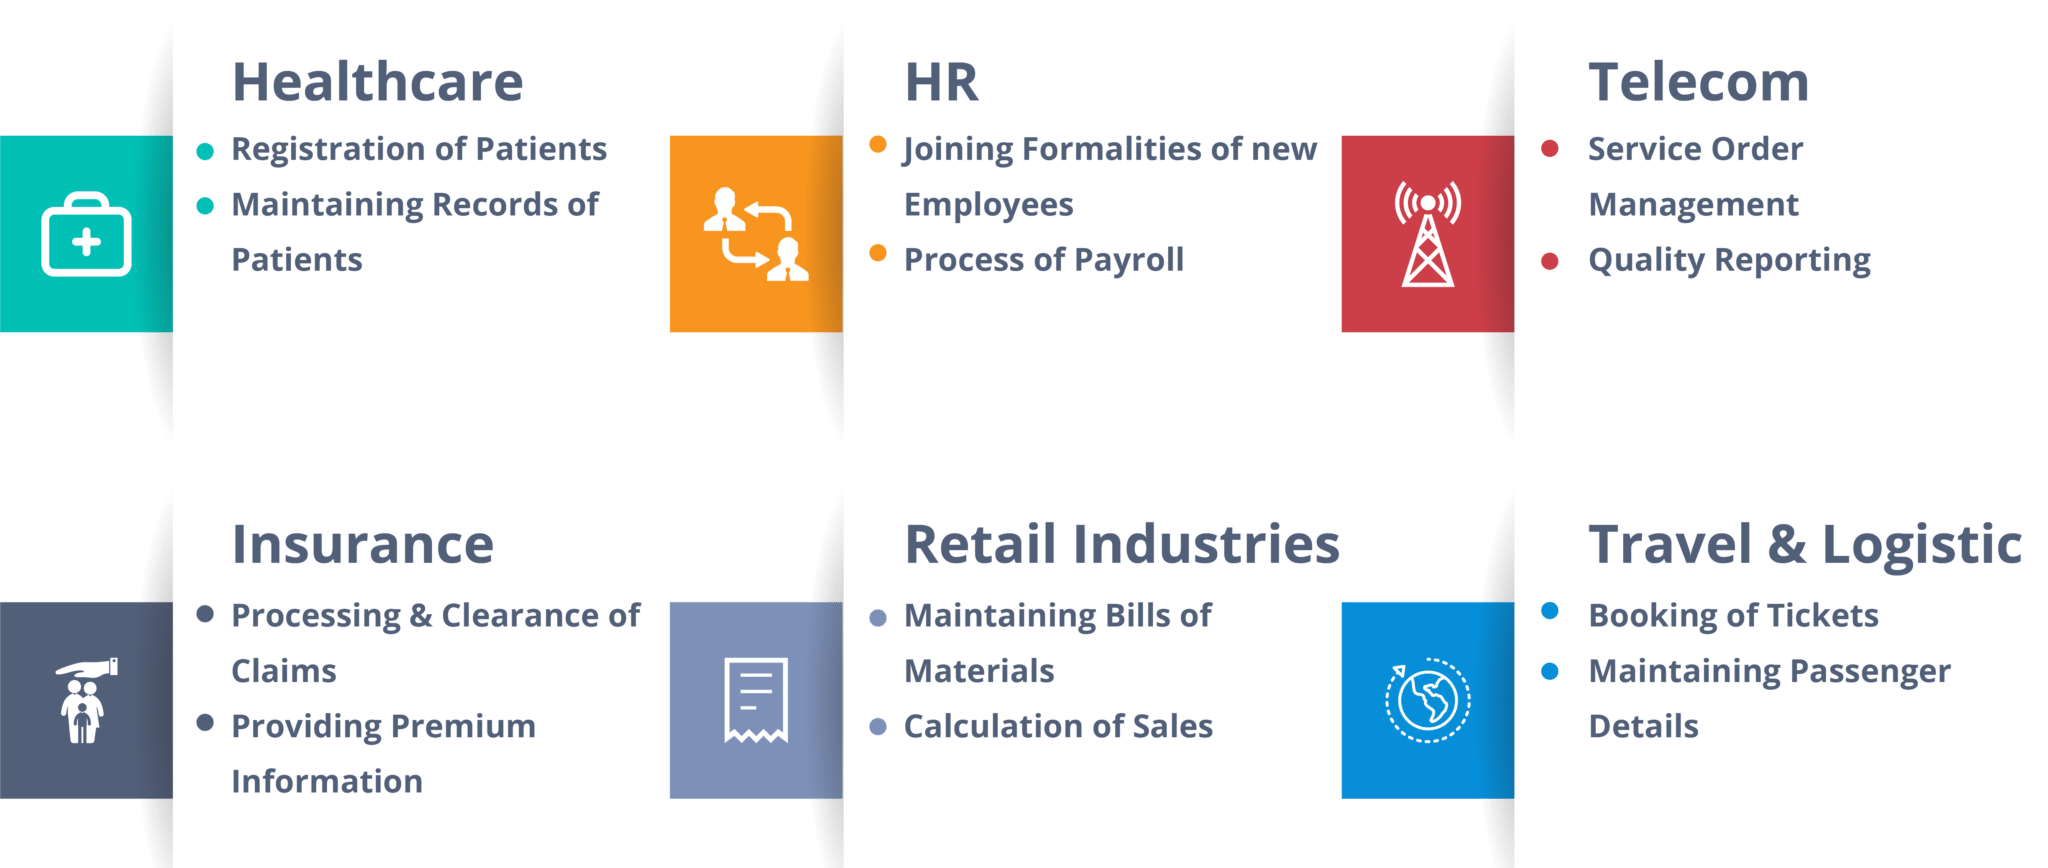 Healthcare
Registration of Patients
Maintaining Records of
Patients
HR
Joining Formalities of new
Employees
Process of Payroll
Telecom
Service Order
Management
Quality Reporting
Insurance
Processing & Clearance of
Claims
Providing Premium
Information
Retail Industries
Maintaining Bills of
Materials
Calculation of Sales
Travel & Logistic
Booking of Tickets
Maintaining Passenger
Details